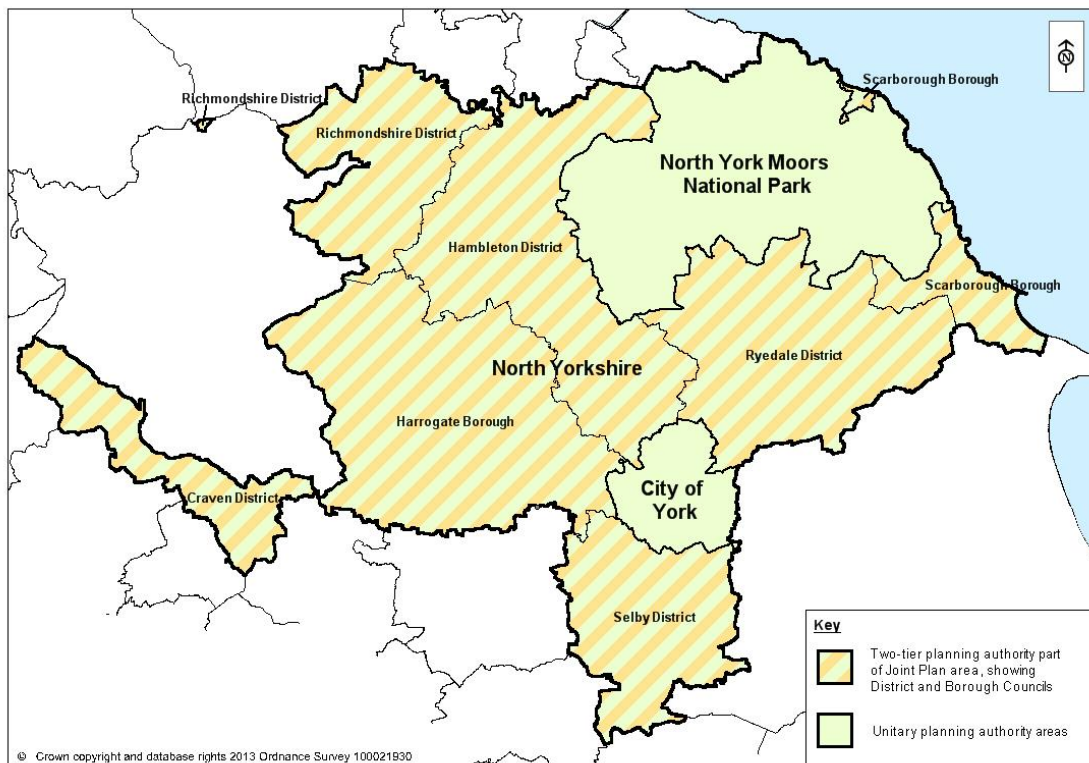 N
Scarborough Borough
Richmondshire District
Richmondshire District
North York Moors
National Park
Hambleton District
Scarborough Borough
Ryedale District
North Yorkshire
Harrogate Borough
Craven District
City of
York
Selby District
Key
Two-tier planning authority part
of Joint Plan area, showing
District and Borough Councils
Unitary planning authority areas
© Crown copyright and database rights 2013 Ordnance Survey 100021930